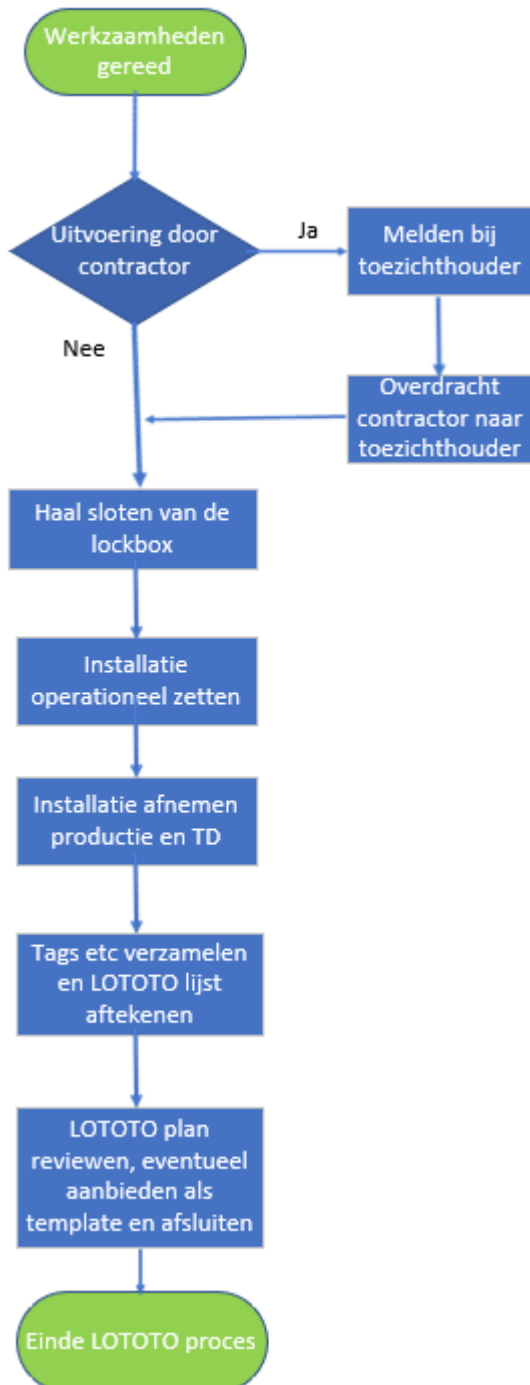 Werkzaamheden
gereed
Uitvoering door
contractor
Ja
Melden bij
toezichthouder
Nee
Overdracht
contractor naar
toezichthouder
Haal sloten van de
lockbox
Installatie
operationeel zetten
Installatie afnemen
productie en TD
Tags etc verzamelen
en LOTOTO lijst
aftekenen
LOTOTO plan
reviewen, eventueel
aanbieden als
template en afsluiten
Einde LOTOTO proces